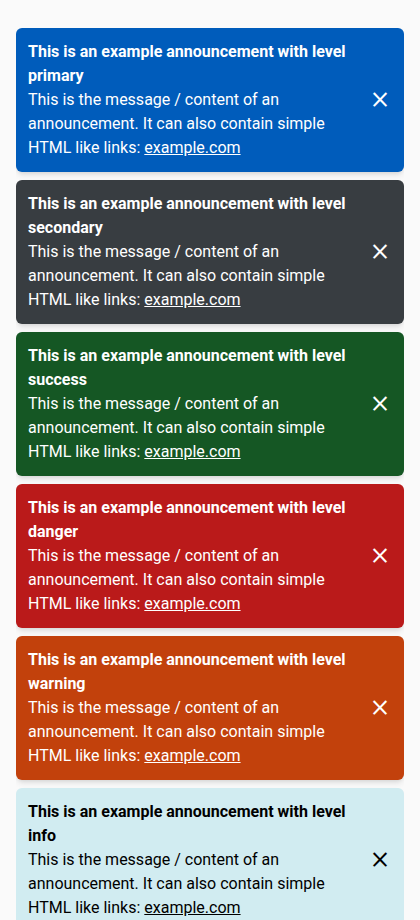 This is an example announcement with level
primary
This is the message / content of an
announcement. It can also contain simple
HTML like links: example.com
This is an example announcement with level
secondary
This is the message / content of an
announcement. It can also contain simple
HTML like links: example.com
This is an example announcement with level
success
This is the message / content of an
announcement. It can also contain simple
HTML like links: example.com
This is an example announcement with level
danger
This is the message / content of an
announcement. It can also contain simple
HTML like links: example.com
This is an example announcement with level
warning
This is the message / content of an
announcement. It can also contain simple
HTML like links: example.com
This is an example announcement with level
info
This is the message / content of an
announcement. It can also contain simple
HTML like links: example.com